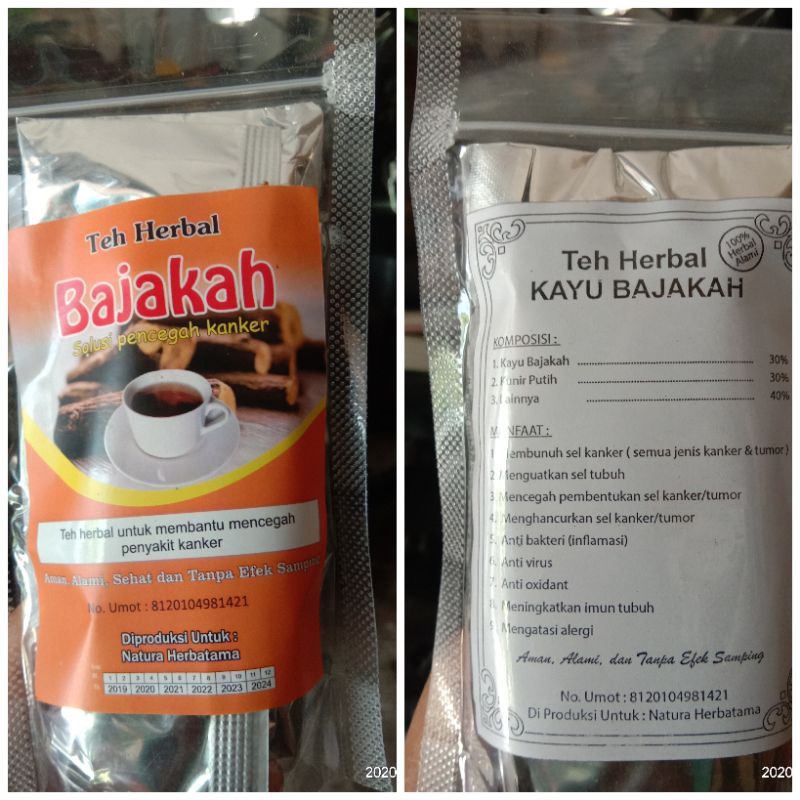 Teh Herbal
Bajakah
Solusi pencegah kanker
Teh herbal untuk membantu mencegah
penyakit kanker
Aman, Alami, Sehat dan Tanpa Efek Samping
No. Umot : 8120104981421
Diproduksi Untuk :
Natura Herbatama
1 2 3 4 5 6 7 8 9 10 11 12
2019 2020 2021 2022 2023 2024
2020
100%
Herbal
Alami
Teh Herbal
KAYU BAJAKAH
KOMPOSISI :
1. Kayu Bajakah ........ 30%
2. Kunir Putih ........ 30%
3. Lainnya ........ 40%
MANFAAT :
1. Membunuh sel kanker ( semua jenis kanker & tumor )
2. Menguatkan sel tubuh
3. Mencegah pembentukan sel kanker/tumor
4. Menghancurkan sel kanker/tumor
5. Anti bakteri (inflamasi)
6. Anti virus
7. Anti oxidant
8. Meningkatkan imun tubuh
9. Mengatasi alergi
Aman, Alami, dan Tanpa Efek Samping
No. Umot : 8120104981421
Di Produksi Untuk : Natura Herbatama
2020